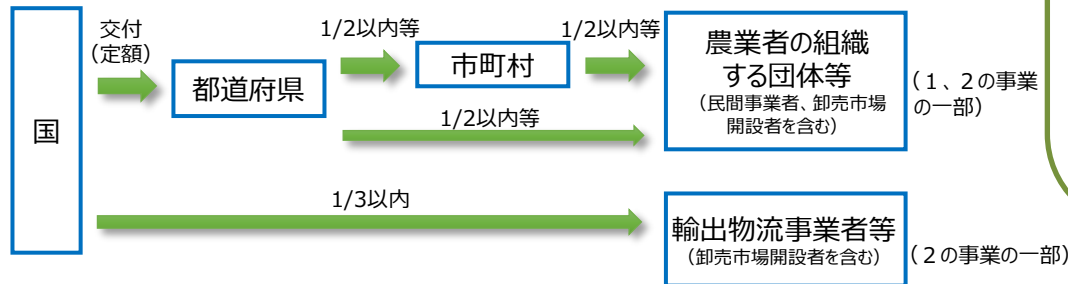 国
交付
(定額)
都道府県
1/2以内等
市町村
1/2以内等
農業者の組織
する団体等
(民間事業者、卸売市場
開設者を含む)
(１、２の事業
の一部)
1/2以内等
1/3以内
輸出物流事業者等
(卸売市場開設者を含む)
(２の事業の一部)